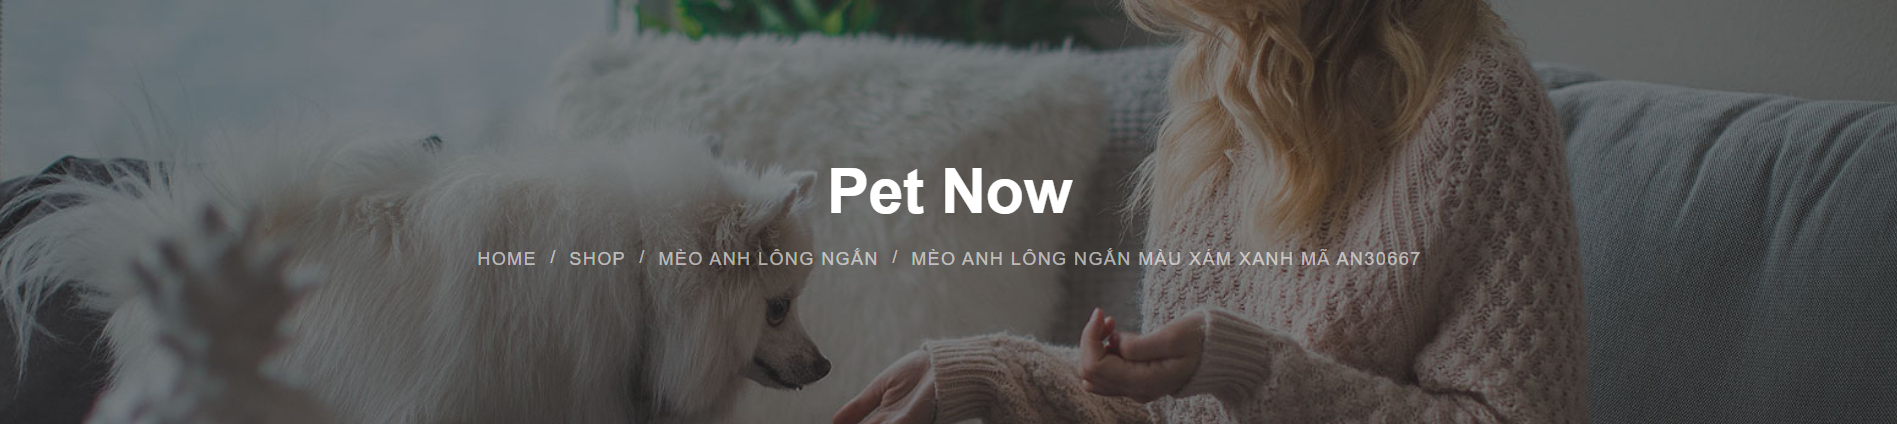 Pet Now
HOME / SHOP / MÈO ANH LÔNG NGẮN / MÈO ANH LÔNG NGẮN MÀU XÁM XANH MÃ AN30667